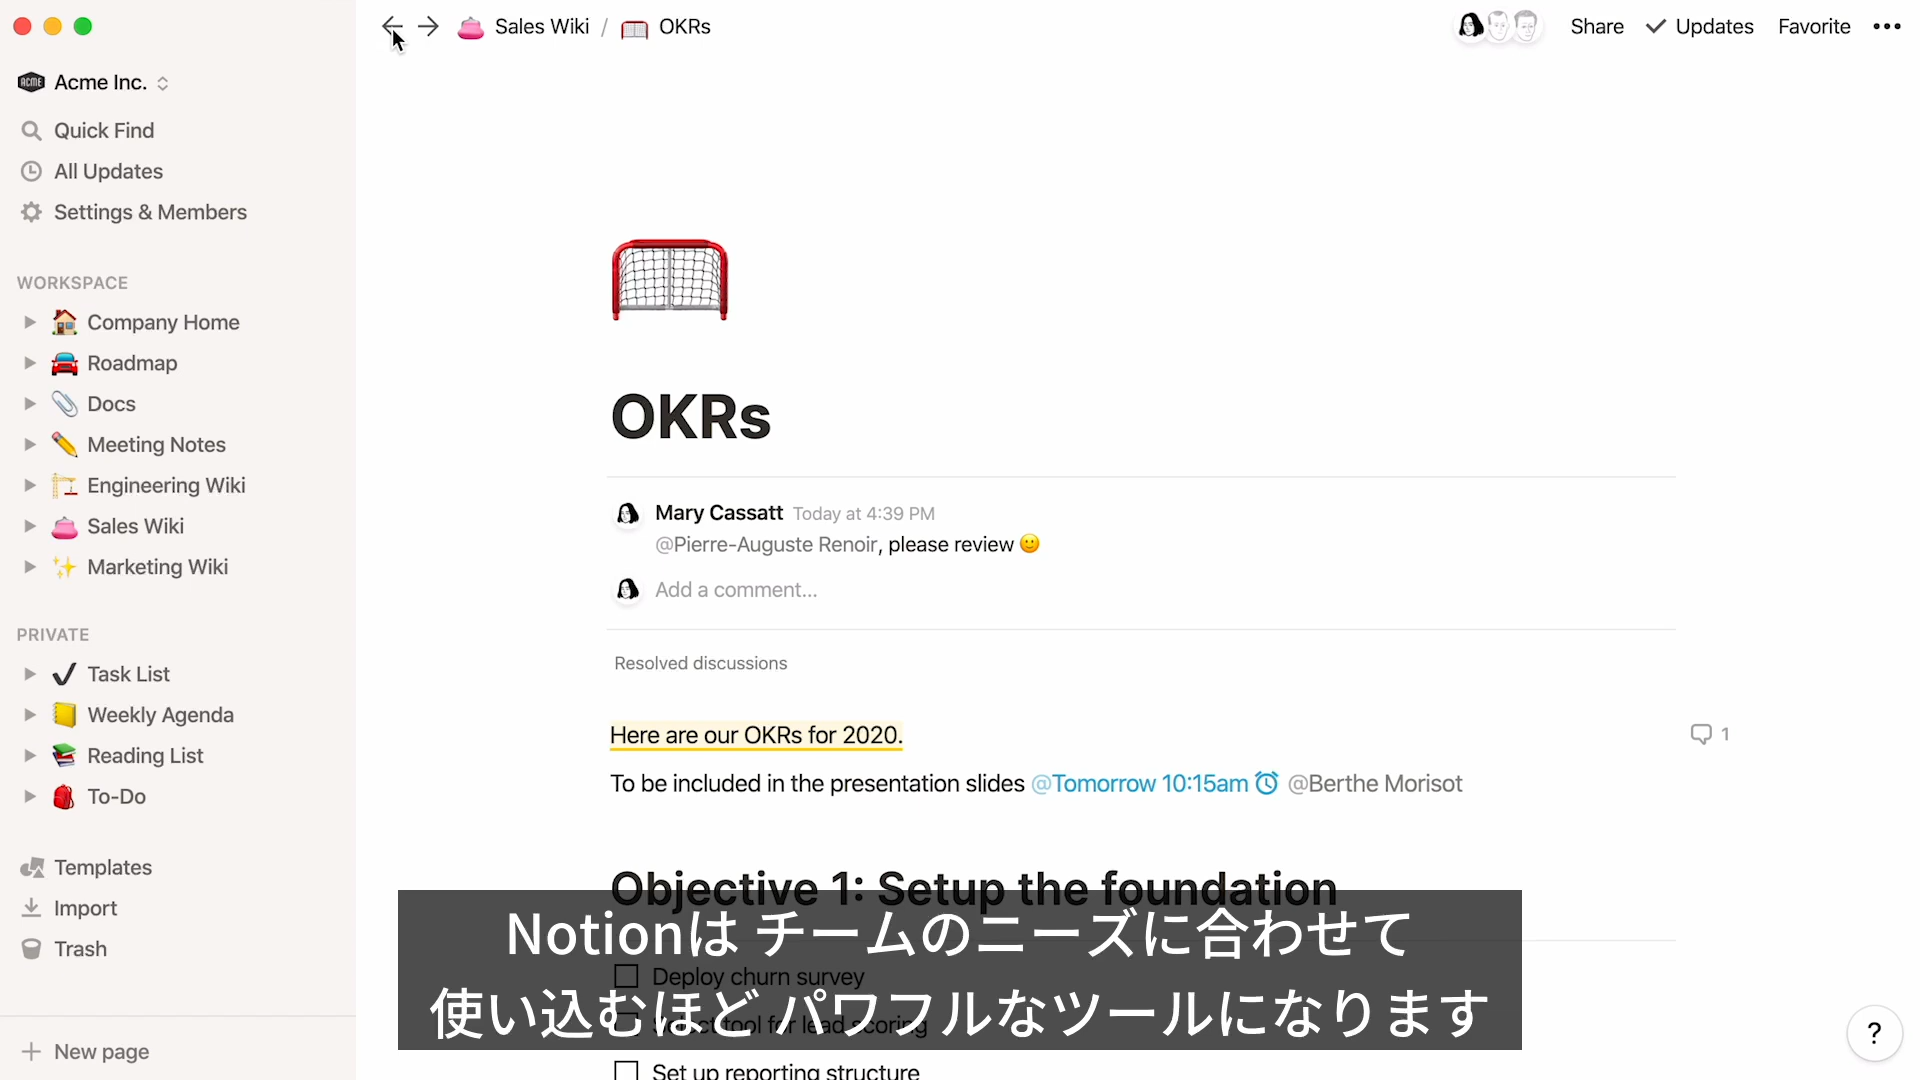 Sales Wiki / OKRs
Share
Updates
Favorite
ACME Acme Inc.
Quick Find
All Updates
Settings & Members
WORKSPACE
Company Home
Roadmap
Docs
Meeting Notes
Engineering Wiki
Sales Wiki
Marketing Wiki
PRIVATE
Task List
Weekly Agenda
Reading List
To-Do
Templates
Import
Trash
New page
OKRs
Mary Cassatt Today at 4:39 PM
@Pierre-Auguste Renoir, please review 🙂
Add a comment...
Resolved discussions
Here are our OKRs for 2020.
1
To be included in the presentation slides @Tomorrow 10:15am @Berthe Morisot
Objective 1: Setup the foundation
Deploy churn survey
Select tool for lead scoring
Set up reporting structure
Notionは チームのニーズに合わせて
使い込むほど パワフルなツールになります
?